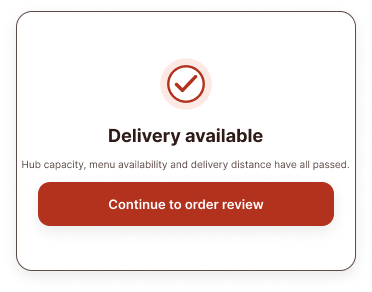 Delivery available
Hub capacity, menu availability and delivery distance have all passed.
Continue to order review